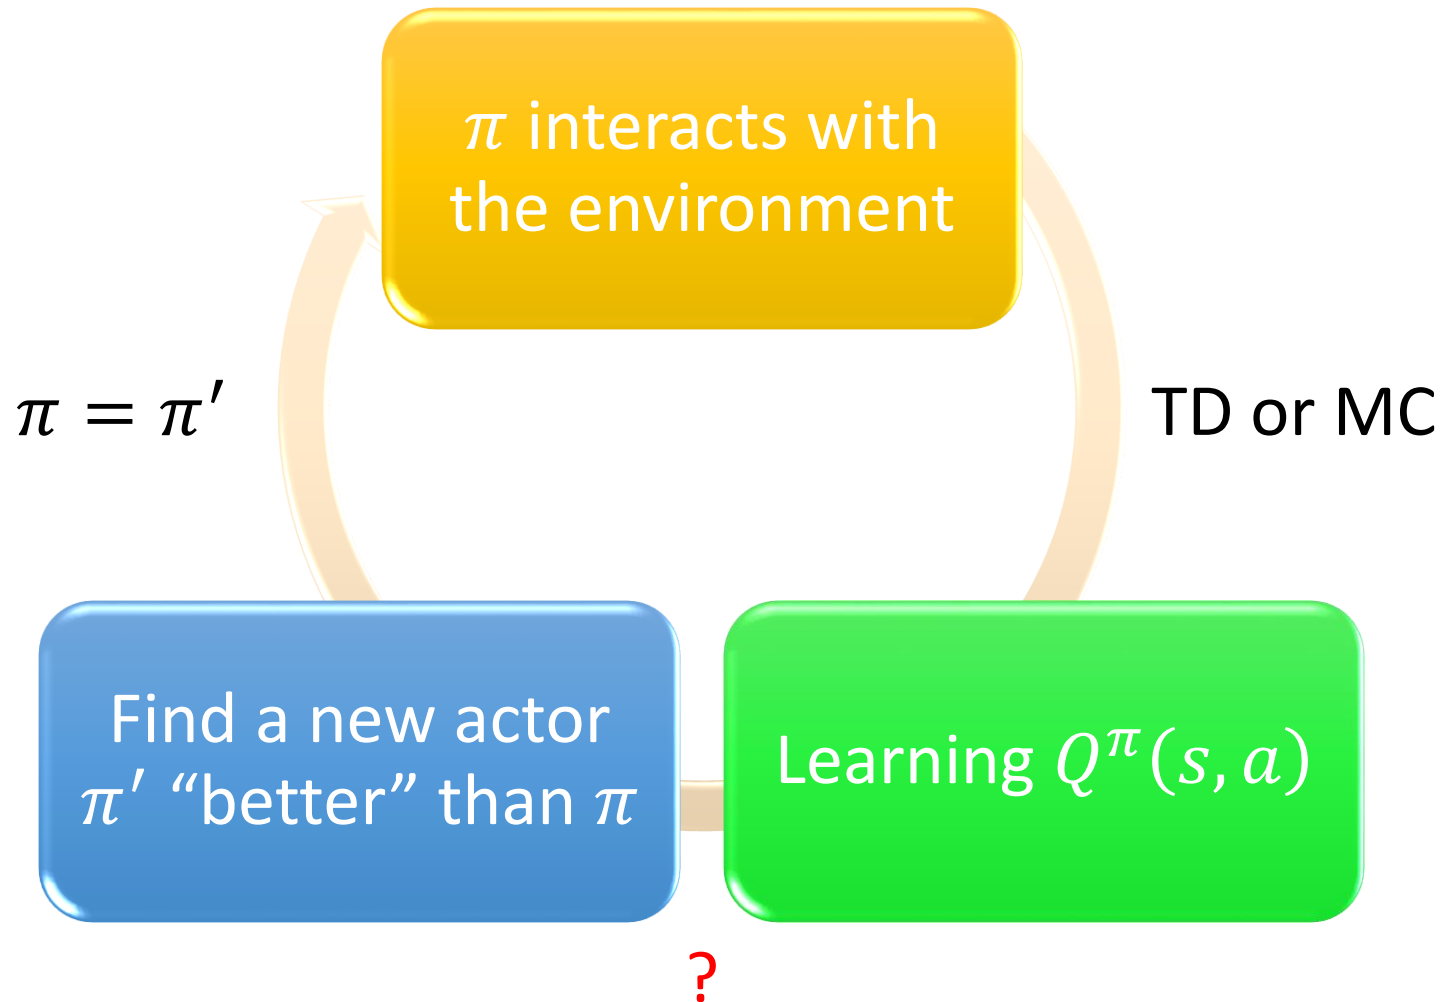 π interacts with
the environment
π = π′
TD or MC
Find a new actor
π′ “better” than π
Learning Q^π(s, a)
?